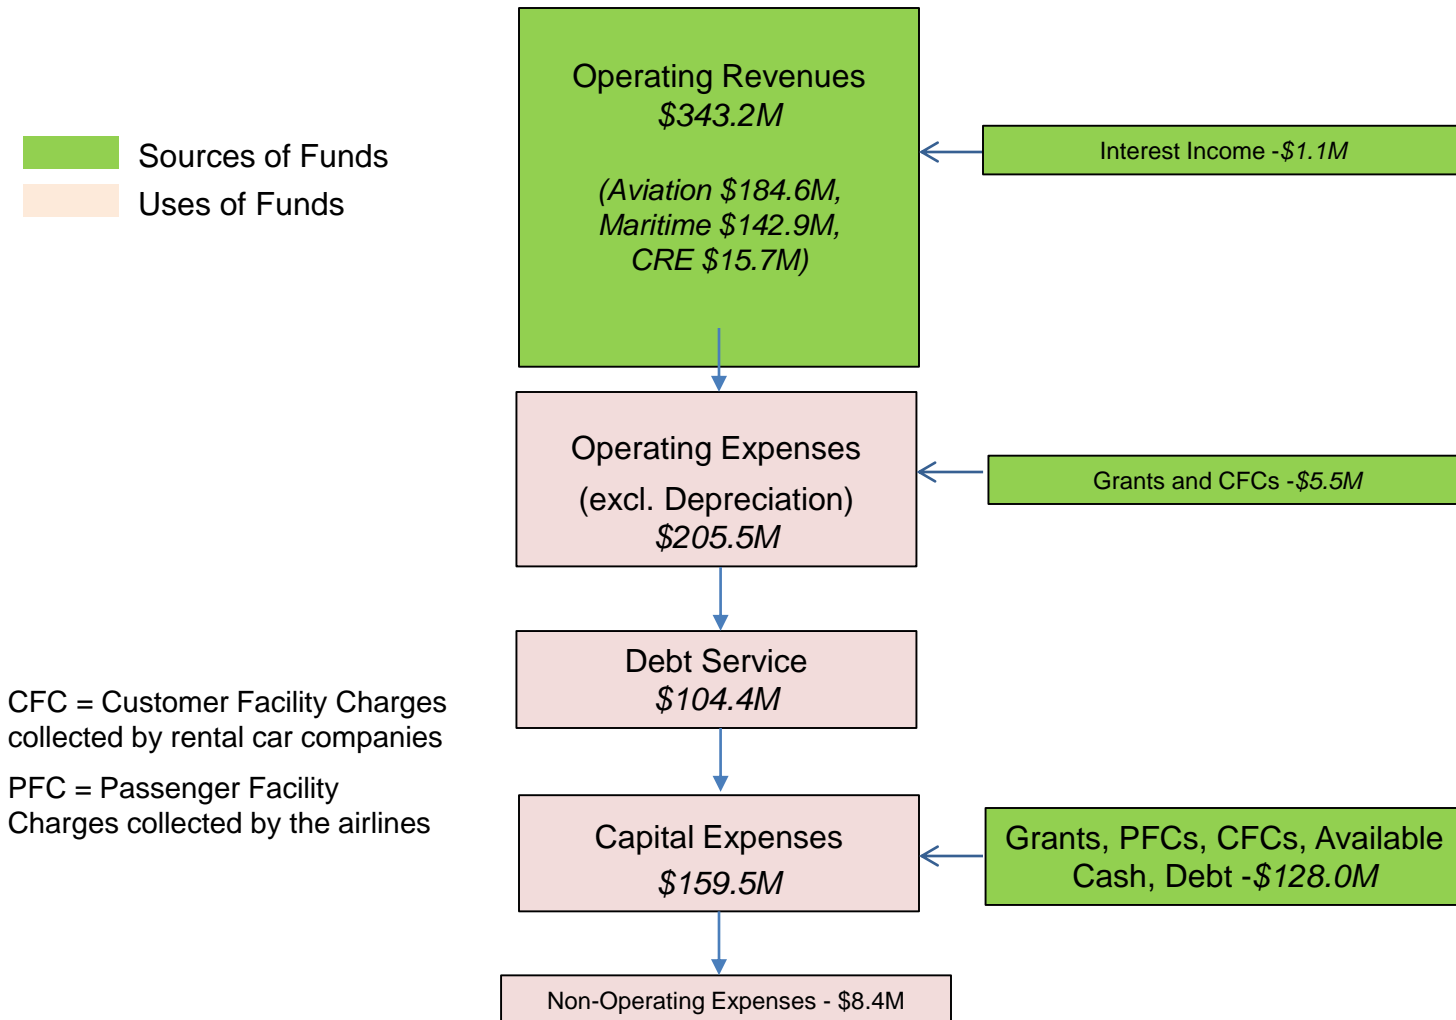 Operating Revenues
$343.2M
(Aviation $184.6M,
Maritime $142.9M,
CRE $15.7M)
Interest Income -$1.1M
Sources of Funds
Uses of Funds
Operating Expenses
(excl. Depreciation)
$205.5M
Grants and CFCs -$5.5M
Debt Service
$104.4M
CFC = Customer Facility Charges
collected by rental car companies
PFC = Passenger Facility
Charges collected by the airlines
Capital Expenses
$159.5M
Grants, PFCs, CFCs, Available
Cash, Debt -$128.0M
Non-Operating Expenses - $8.4M